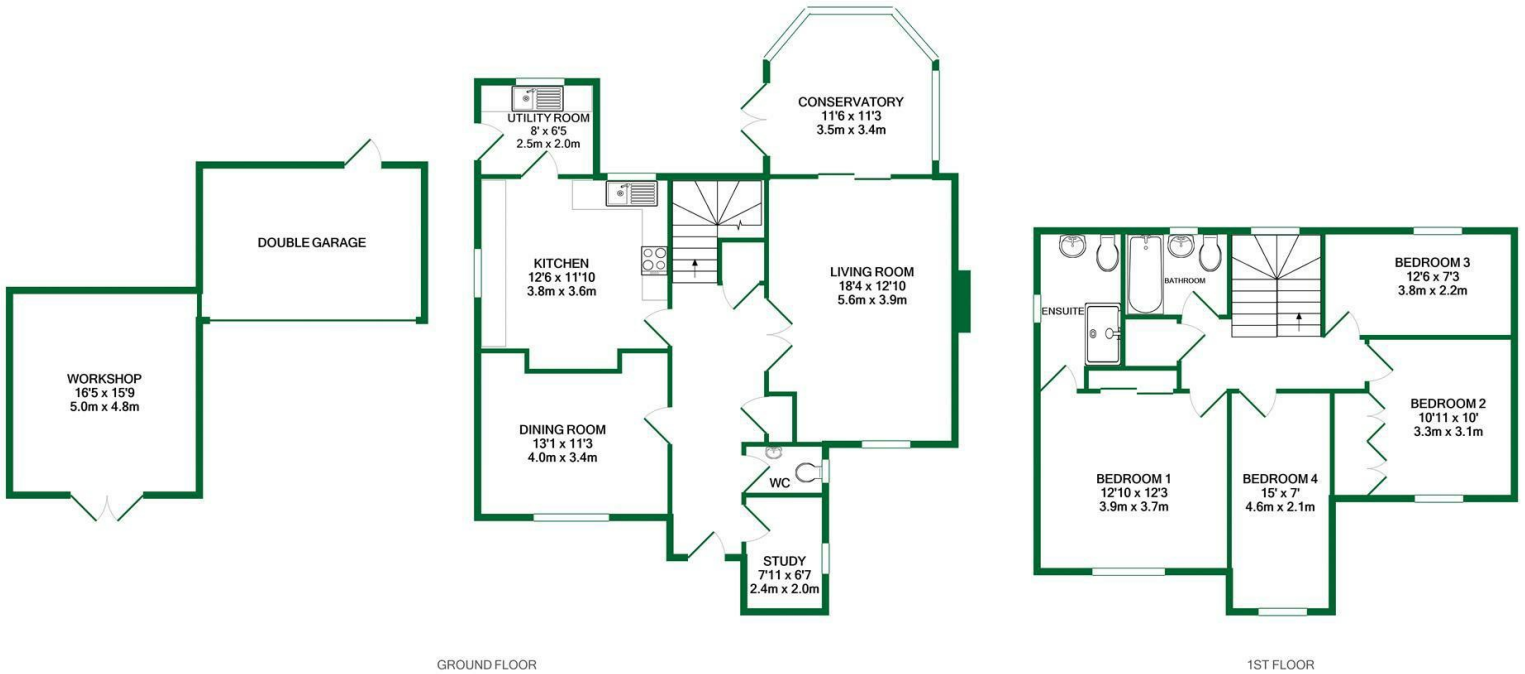 DOUBLE GARAGE
WORKSHOP
16'5 x 15'9
5.0m x 4.8m
UTILITY ROOM
8' x 6'5
2.5m x 2.0m
CONSERVATORY
11'6 x 11'3
3.5m x 3.4m
KITCHEN
12'6 x 11'10
3.8m x 3.6m
LIVING ROOM
18'4 x 12'10
5.6m x 3.9m
DINING ROOM
13'1 x 11'3
4.0m x 3.4m
WC
STUDY
7'11 x 6'7
2.4m x 2.0m
GROUND FLOOR
ENSUITE
BATHROOM
BEDROOM 3
12'6 x 7'3
3.8m x 2.2m
BEDROOM 2
10'11 x 10'
3.3m x 3.1m
BEDROOM 1
12'10 x 12'3
3.9m x 3.7m
BEDROOM 4
15' x 7'
4.6m x 2.1m
1ST FLOOR